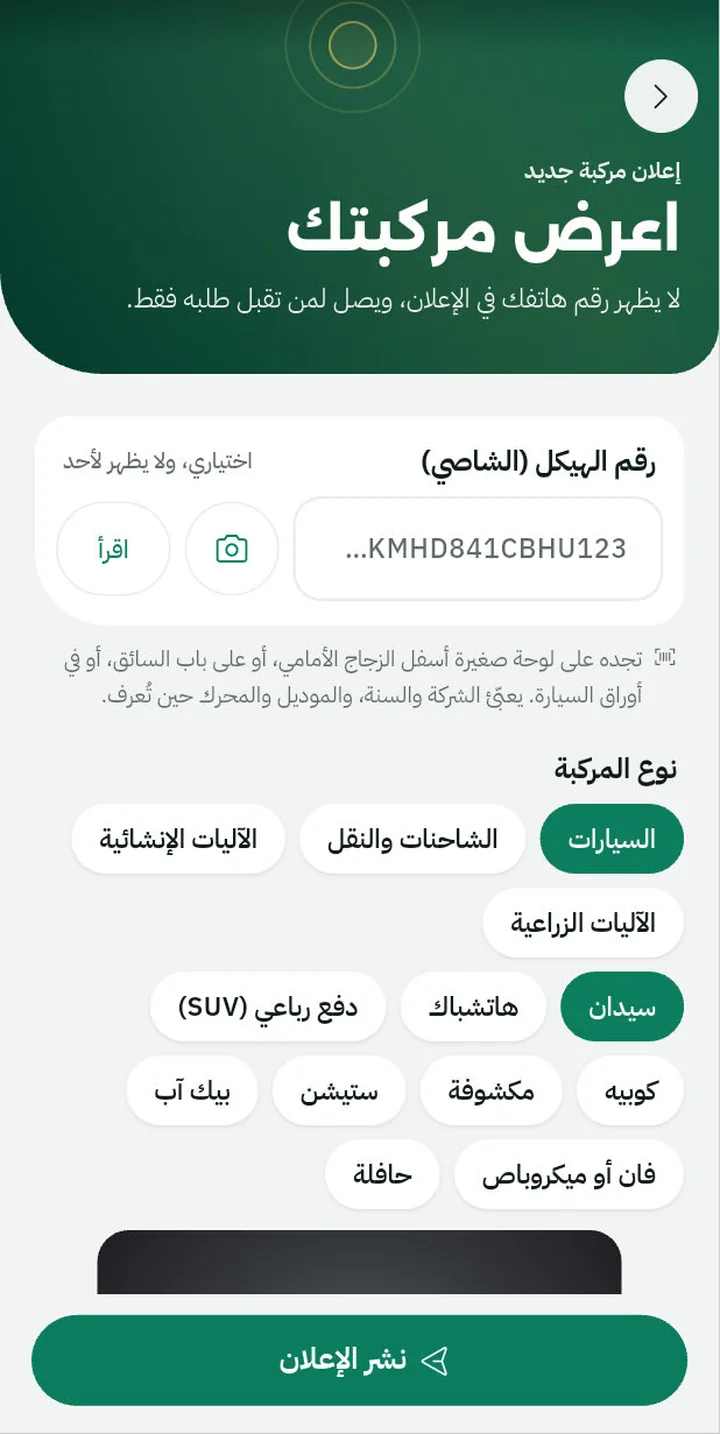 إعلان مركبة جديد
اعرض مركبتك
لا يظهر رقم هاتفك في الإعلان، ويصل لمن تقبل طلبه فقط.
رقم الهيكل (الشاصي)
اختياري، ولا يظهر لأحد
KMHD841CBHU123...
اقرأ
تجده على لوحة صغيرة أسفل الزجاج الأمامي، أو على باب السائق، أو في
أوراق السيارة. يعبّئ الشركة والسنة، والموديل والمحرك حين تُعرف.
نوع المركبة
السيارات
الشاحنات والنقل
الآليات الإنشائية
الآليات الزراعية
سيدان
هاتشباك
دفع رباعي (SUV)
كوبيه
مكشوفة
ستيشن
بيك آب
فان أو ميكروباص
حافلة
نشر الإعلان